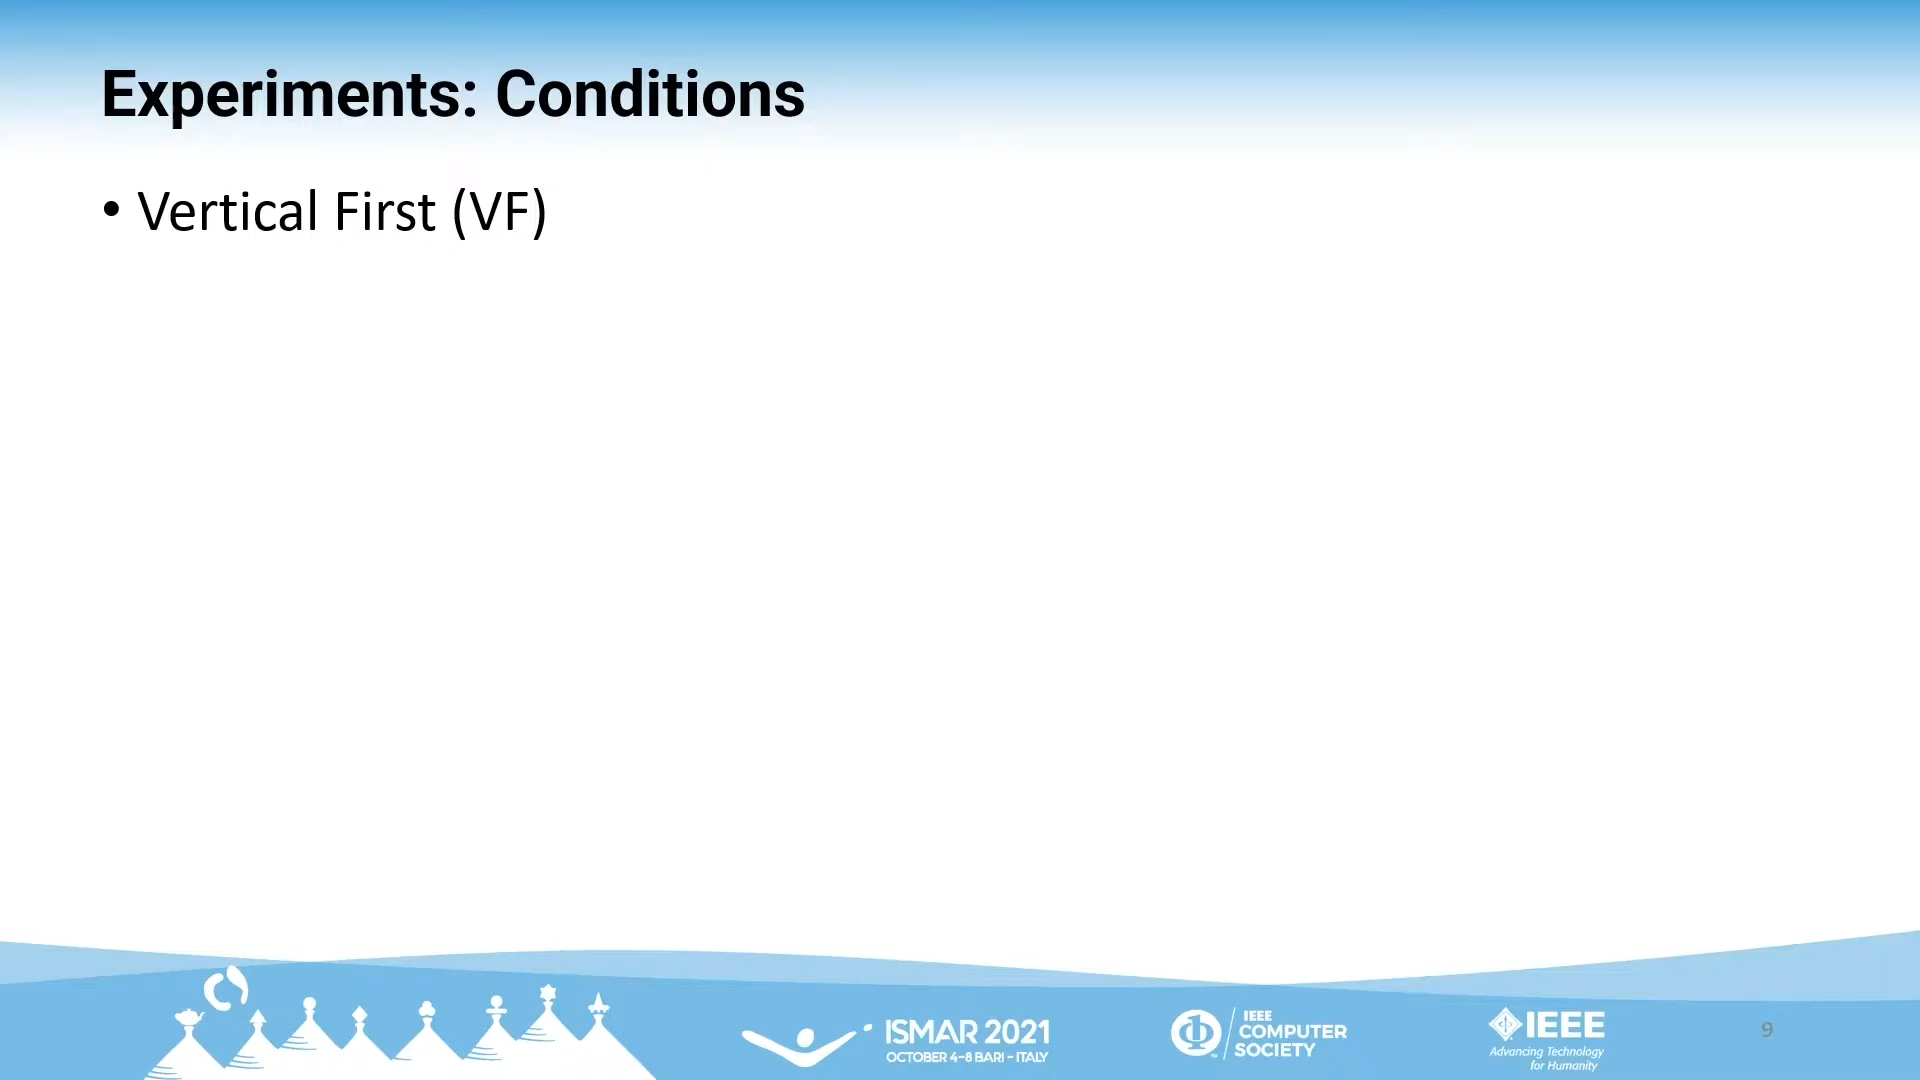 Experiments: Conditions
• Vertical First (VF)
ISMAR 2021
OCTOBER 4-8 BARI - ITALY
IEEE
COMPUTER
SOCIETY
IEEE
Advancing Technology
for Humanity
9